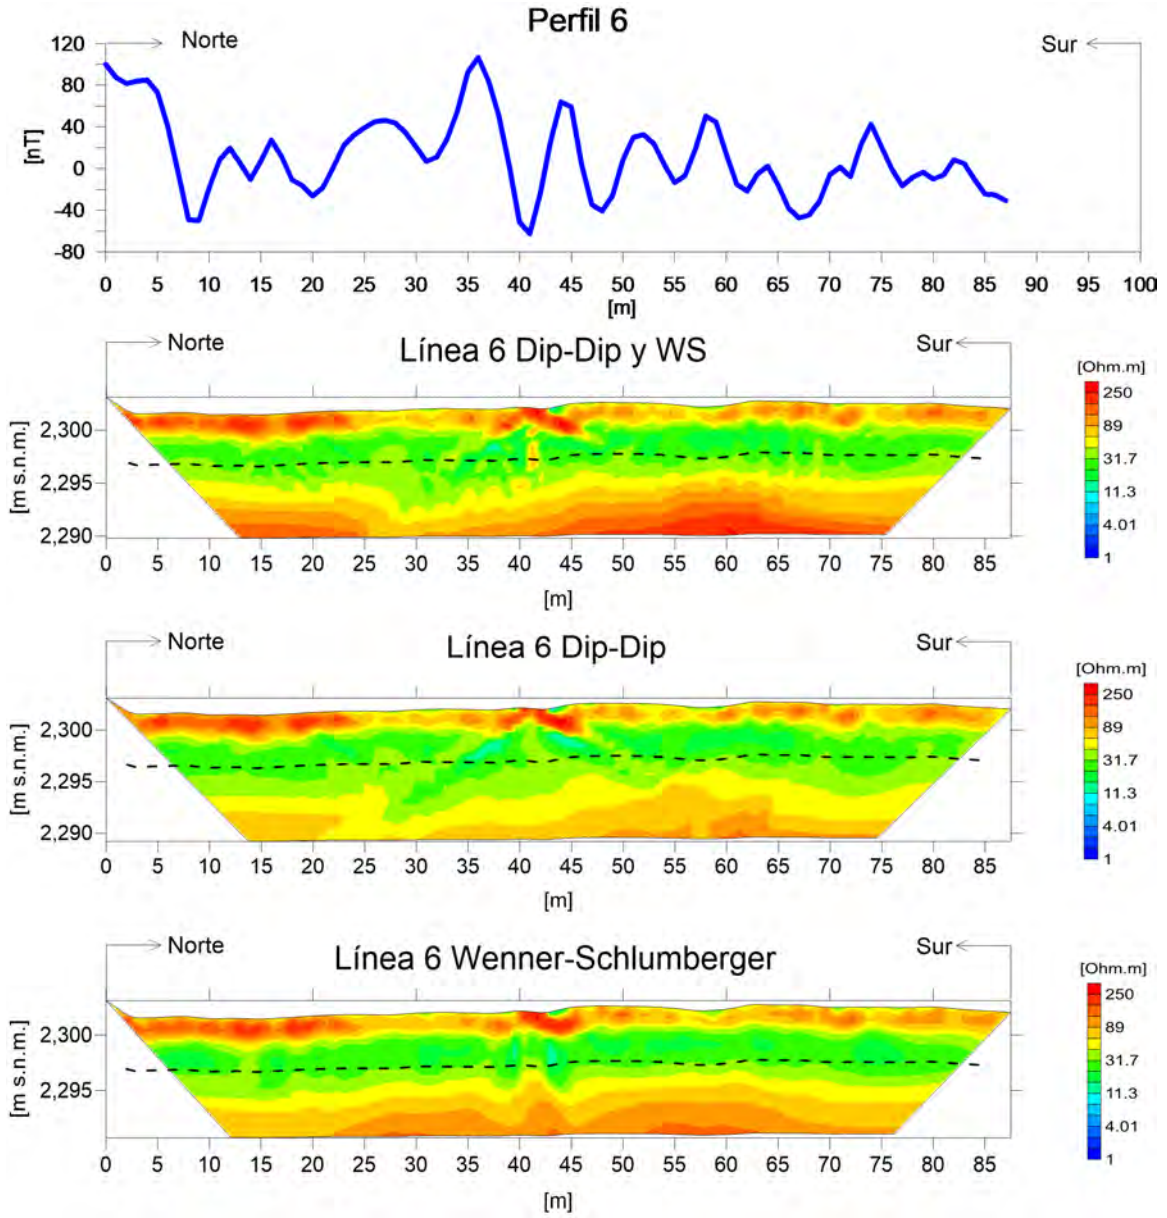 Perfil 6
Norte
Sur
120
80
40
0
-40
-80
[nT]
0 5 10 15 20 25 30 35 40 45 50 55 60 65 70 75 80 85 90 95 100
[m]
Norte
Línea 6 Dip-Dip y WS
Sur
[Ohm.m]
250
89
31.7
11.3
4.01
1
2,300
2,295
2,290
[m s.n.m.]
0 5 10 15 20 25 30 35 40 45 50 55 60 65 70 75 80 85
[m]
Norte
Línea 6 Dip-Dip
Sur
[Ohm.m]
250
89
31.7
11.3
4.01
1
2,300
2,295
2,290
[m s.n.m.]
0 5 10 15 20 25 30 35 40 45 50 55 60 65 70 75 80 85
[m]
Norte
Línea 6 Wenner-Schlumberger
Sur
[Ohm.m]
250
89
31.7
11.3
4.01
1
2,300
2,295
[m s.n.m.]
0 5 10 15 20 25 30 35 40 45 50 55 60 65 70 75 80 85
[m]